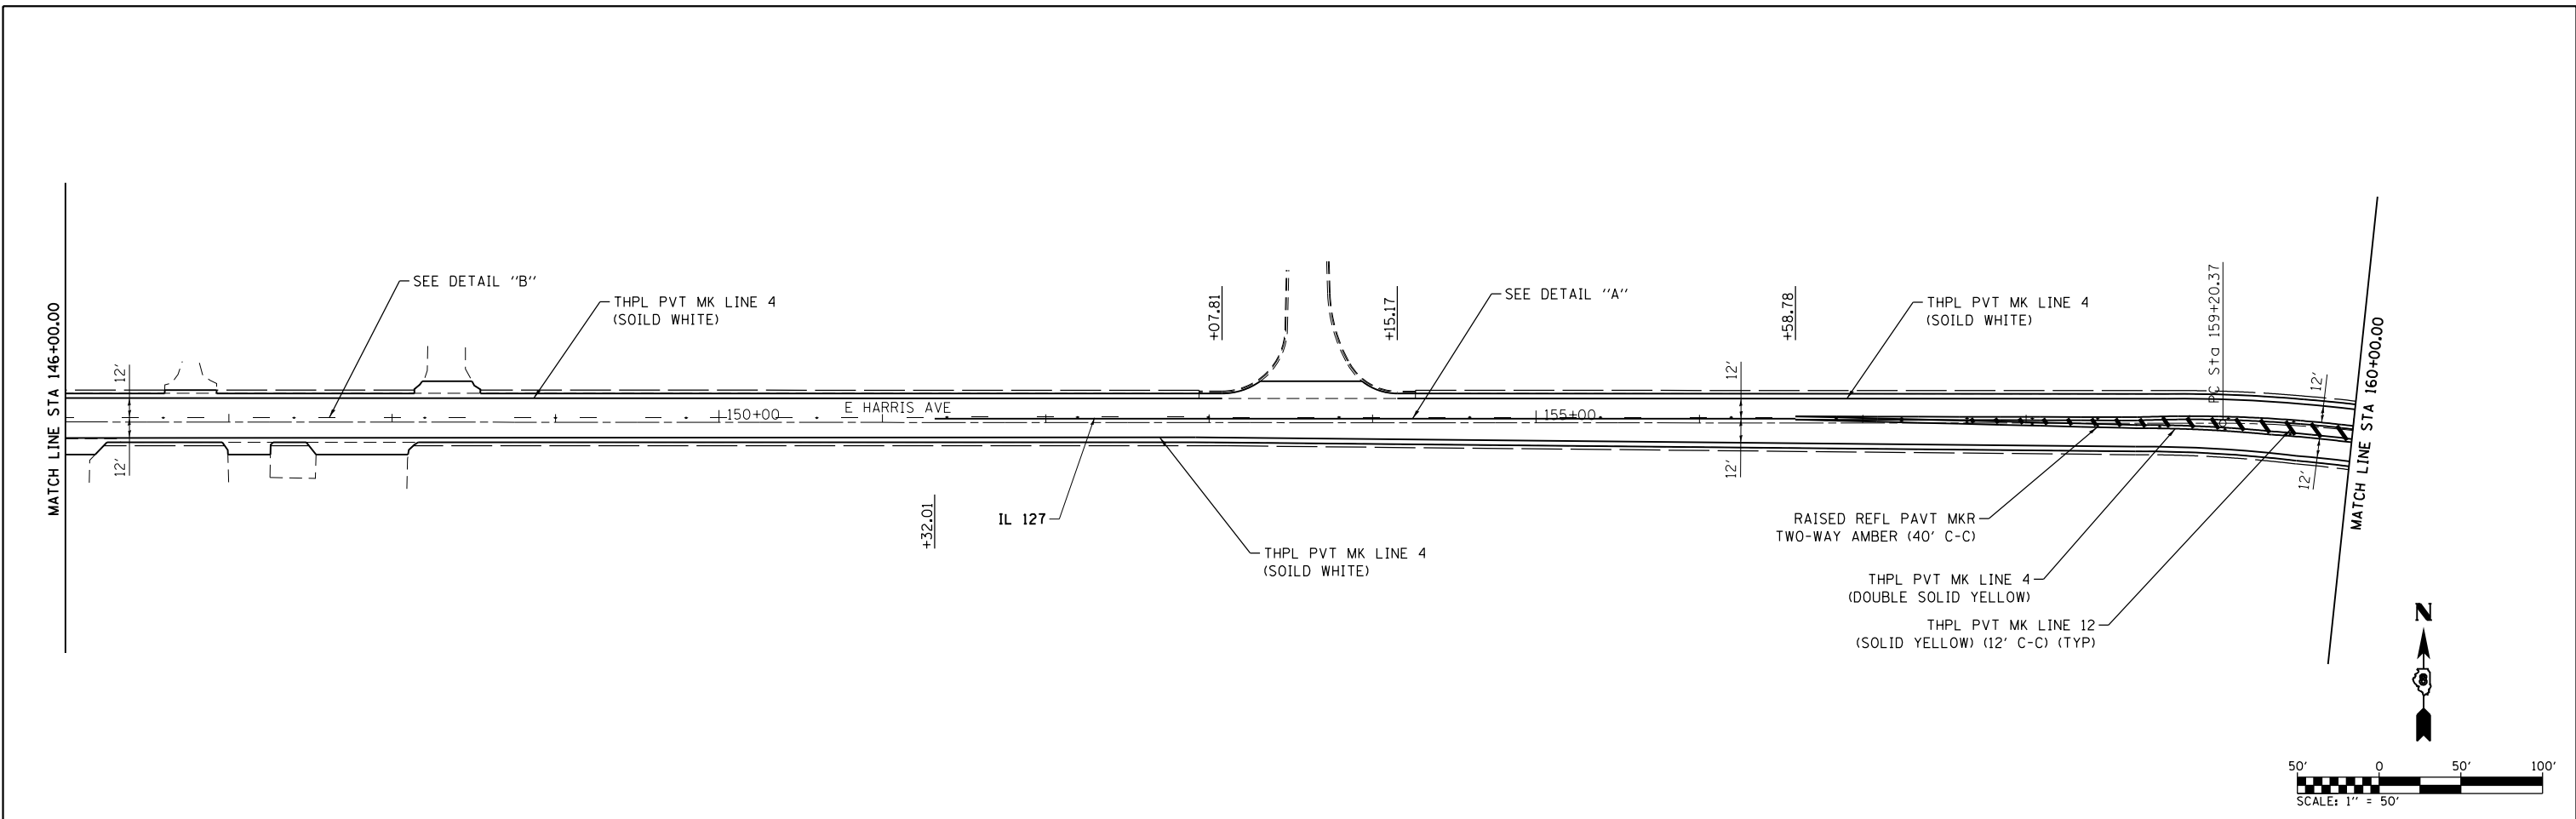 MATCH LINE STA 146+00.00
12'
12'
SEE DETAIL "B"
THPL PVT MK LINE 4
(SOILD WHITE)
150+00
E HARRIS AVE
+32.01
IL 127
+07.81
+15.17
THPL PVT MK LINE 4
(SOILD WHITE)
SEE DETAIL "A"
155+00
12'
12'
+58.78
THPL PVT MK LINE 4
(SOILD WHITE)
PC Sta 159+20.37
12'
12'
RAISED REFL PAVT MKR
TWO-WAY AMBER (40' C-C)
THPL PVT MK LINE 4
(DOUBLE SOLID YELLOW)
THPL PVT MK LINE 12
(SOLID YELLOW) (12' C-C) (TYP)
MATCH LINE STA 160+00.00
N
8
50' 0 50' 100'
SCALE: 1" = 50'